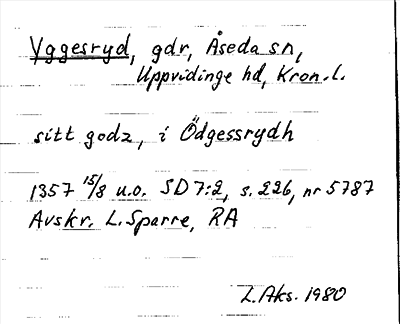 Yggesryd, gdr, Åseda sn,
Uppvidinge hd, Kron.l.
sitt godz, i Ödgessrydh
1357 15/8 u.o. SD 7:2, s. 226, nr 5787
Avskr. L. Sparre, RA
L.Aks. 1980